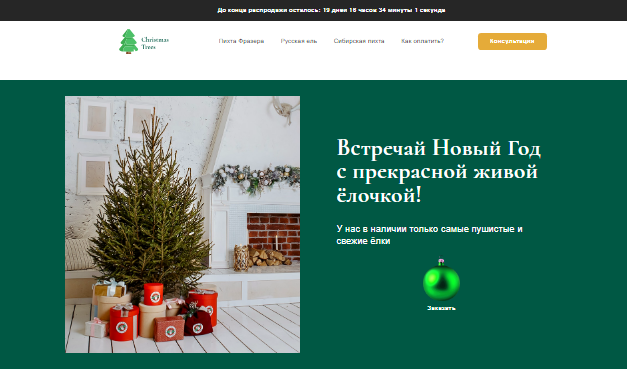 До конца распродажи осталось: 19 дней 16 часов 34 минуты 1 секунда
Christmas
Trees
Пихта Фразера
Русская ель
Сибирская пихта
Как оплатить?
Консультация
Встречай Новый Год
с прекрасной живой
ёлочкой!
У нас в наличии только самые пушистые и
свежие ёлки
Заказать